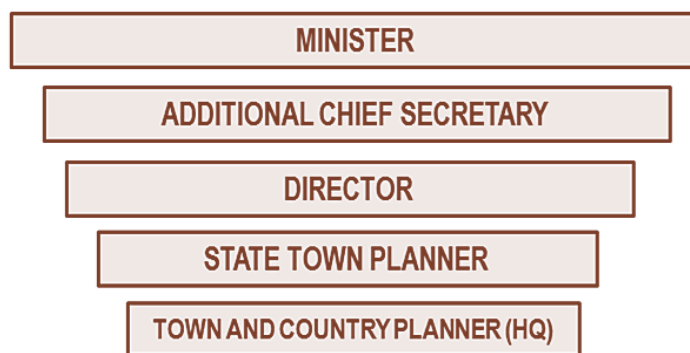 MINISTER
ADDITIONAL CHIEF SECRETARY
DIRECTOR
STATE TOWN PLANNER
TOWN AND COUNTRY PLANNER (HQ)